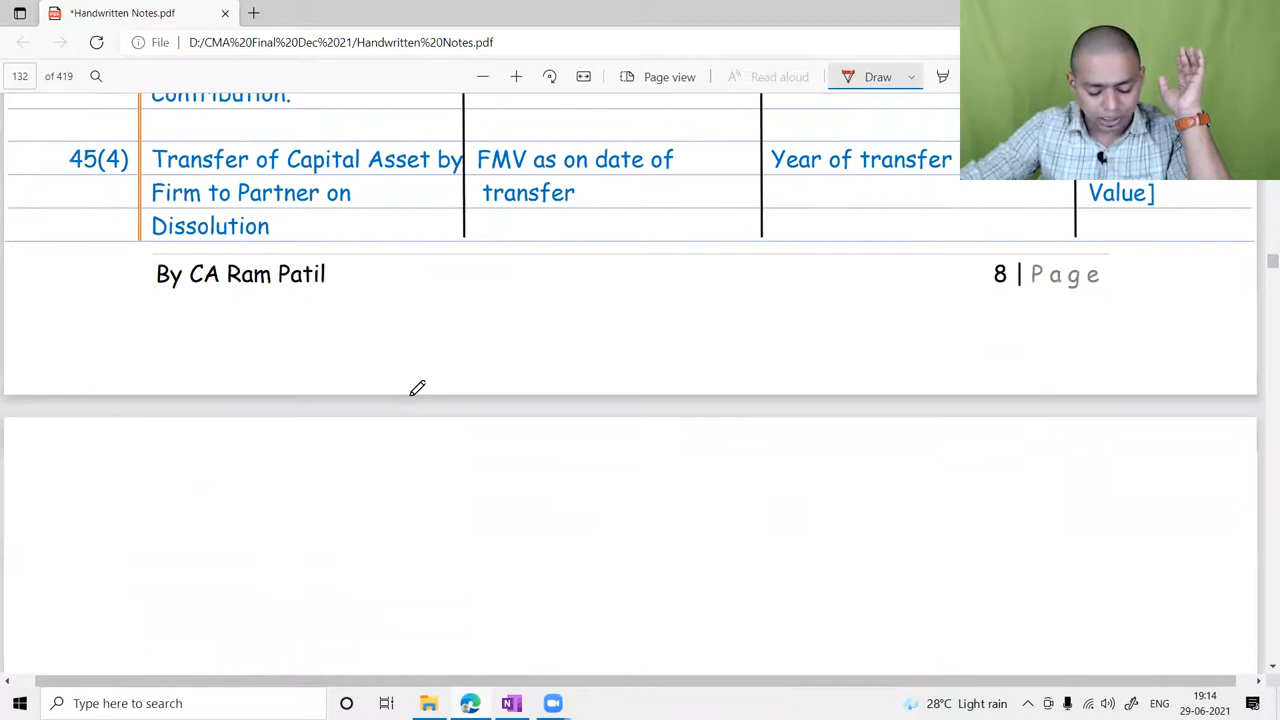 *Handwritten Notes.pdf
File D:/CMA%20Final%20Dec%2021/Handwritten%20Notes.pdf
132 of 419 Page view Read aloud Draw
Contribution.
45(4) Transfer of Capital Asset by FMV as on date of Year of transfer
Firm to Partner on transfer Value]
Dissolution
By CA Ram Patil 8 | Page
Type here to search 28°C Light rain ENG 19:14
29-06-2021